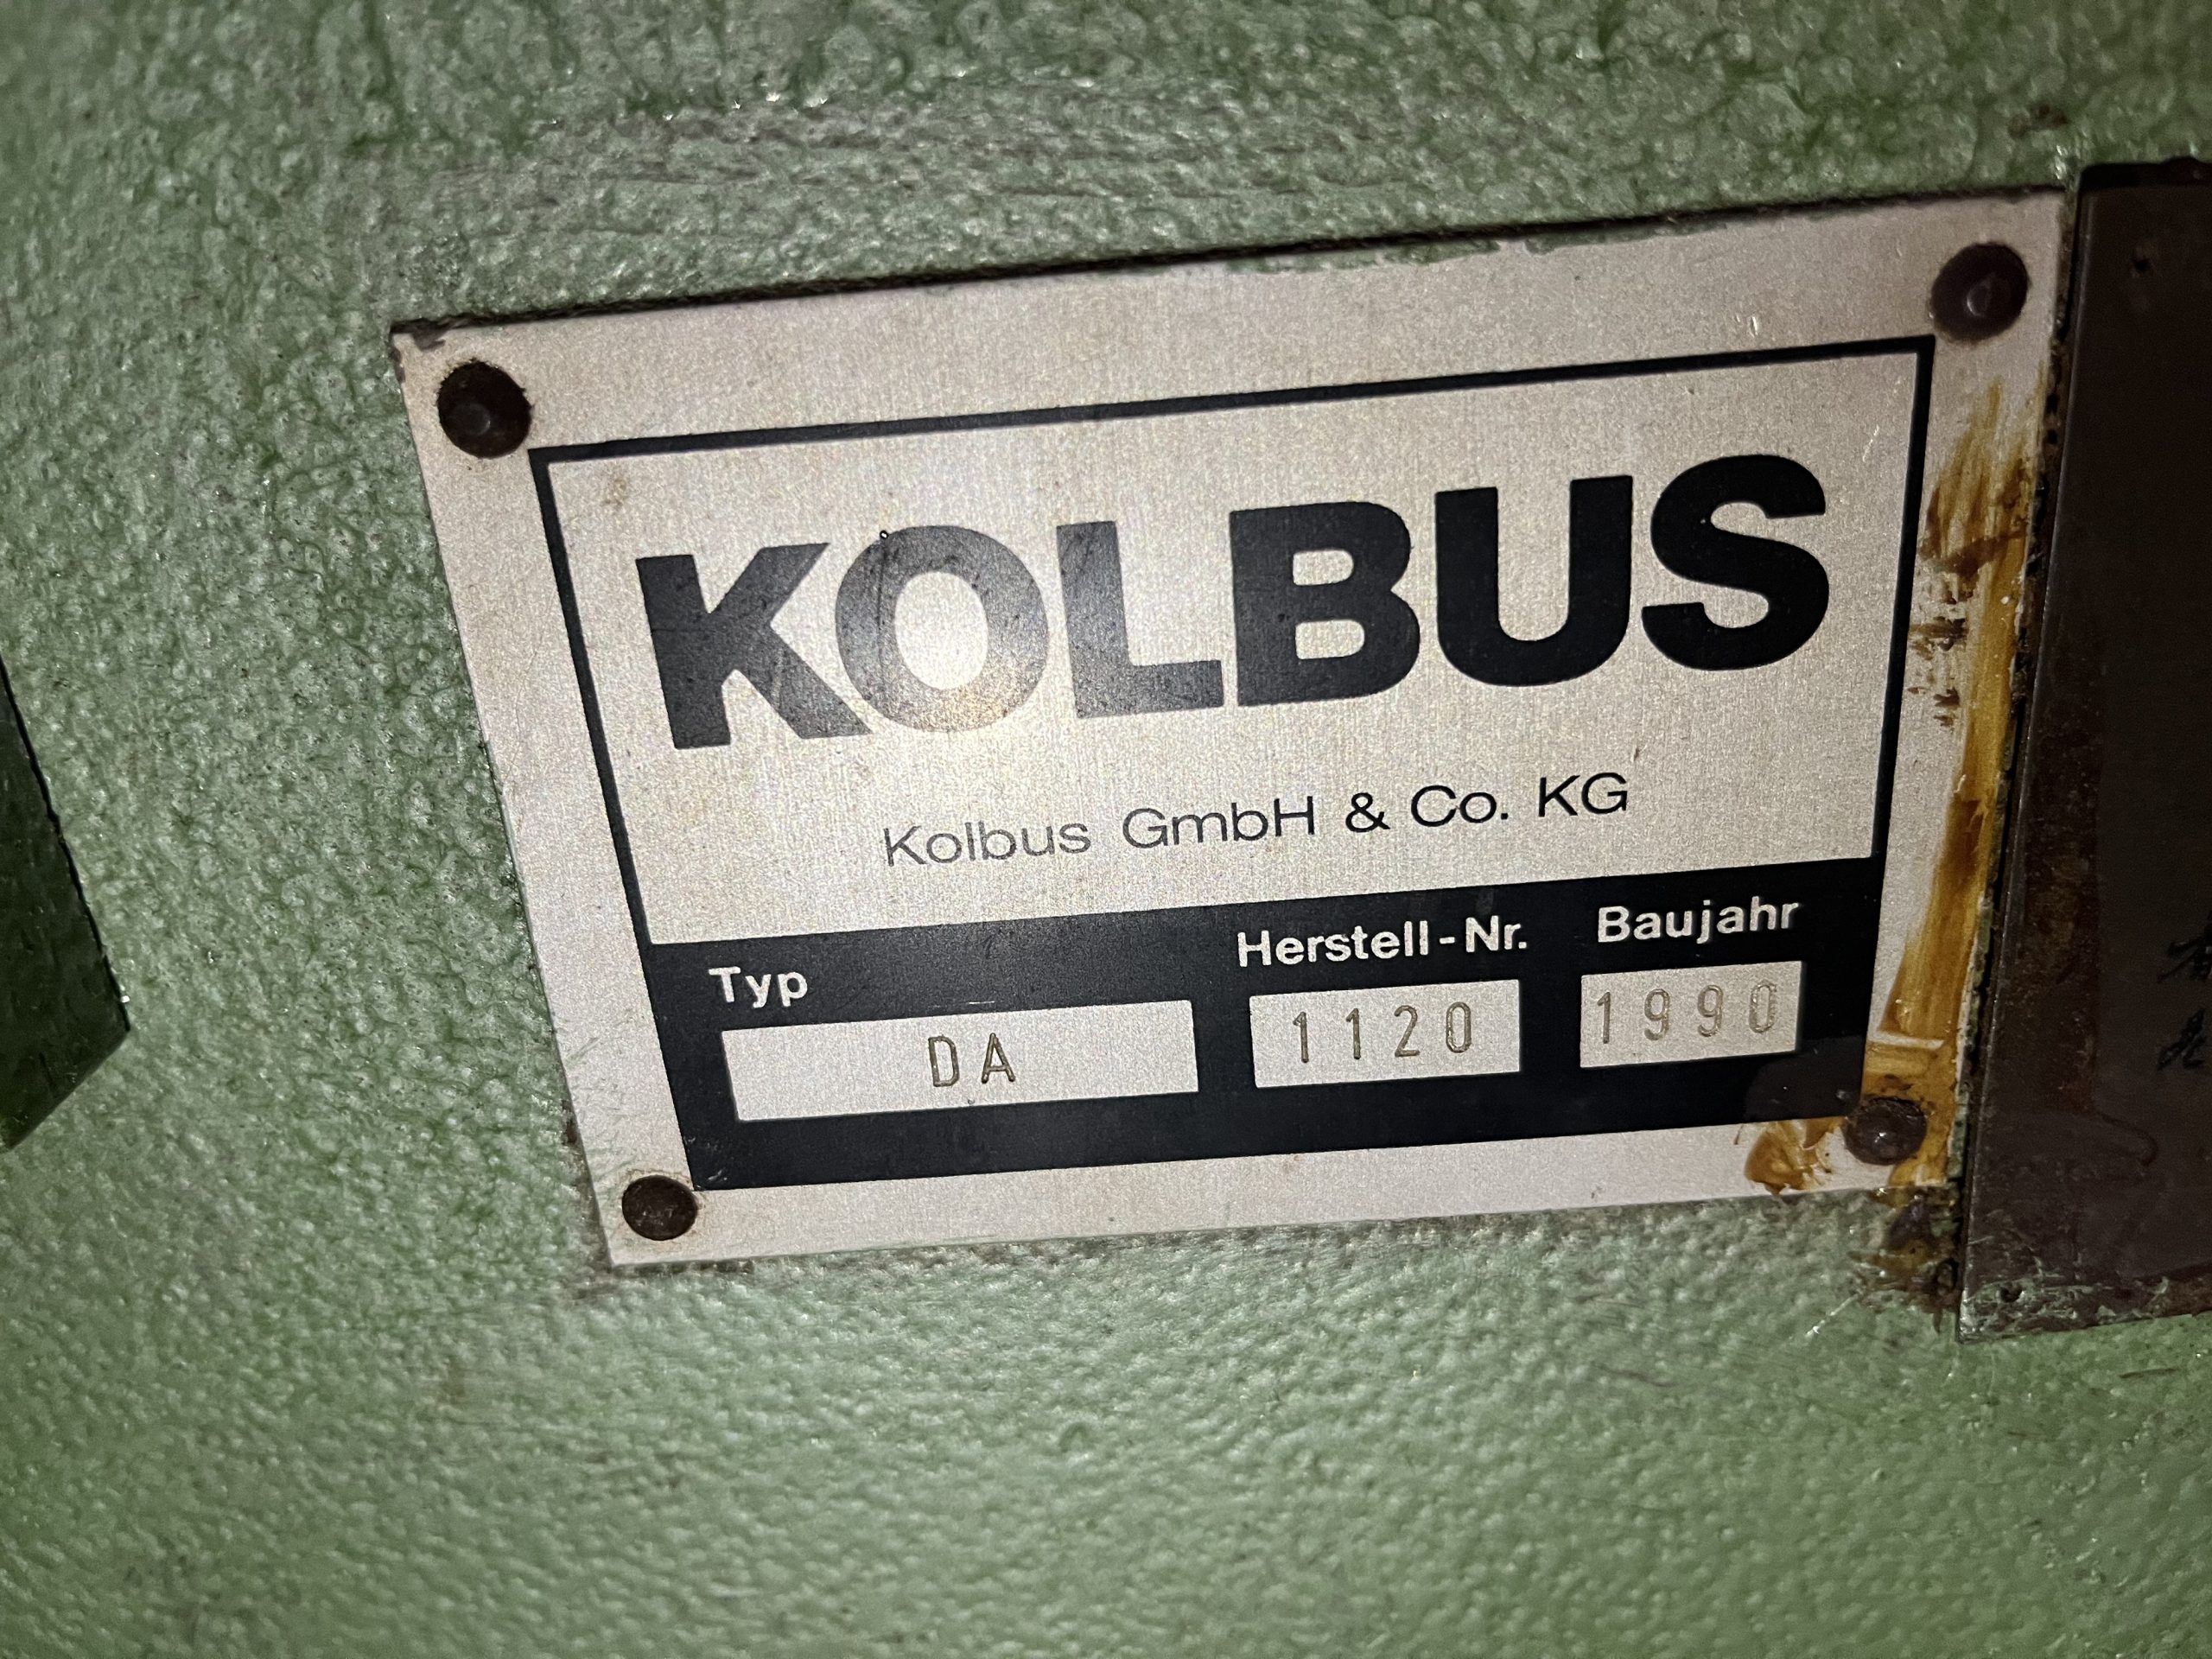 KOLBUS
Kolbus GmbH & Co. KG
Typ Herstell-Nr. Baujahr
DA 1120 1990